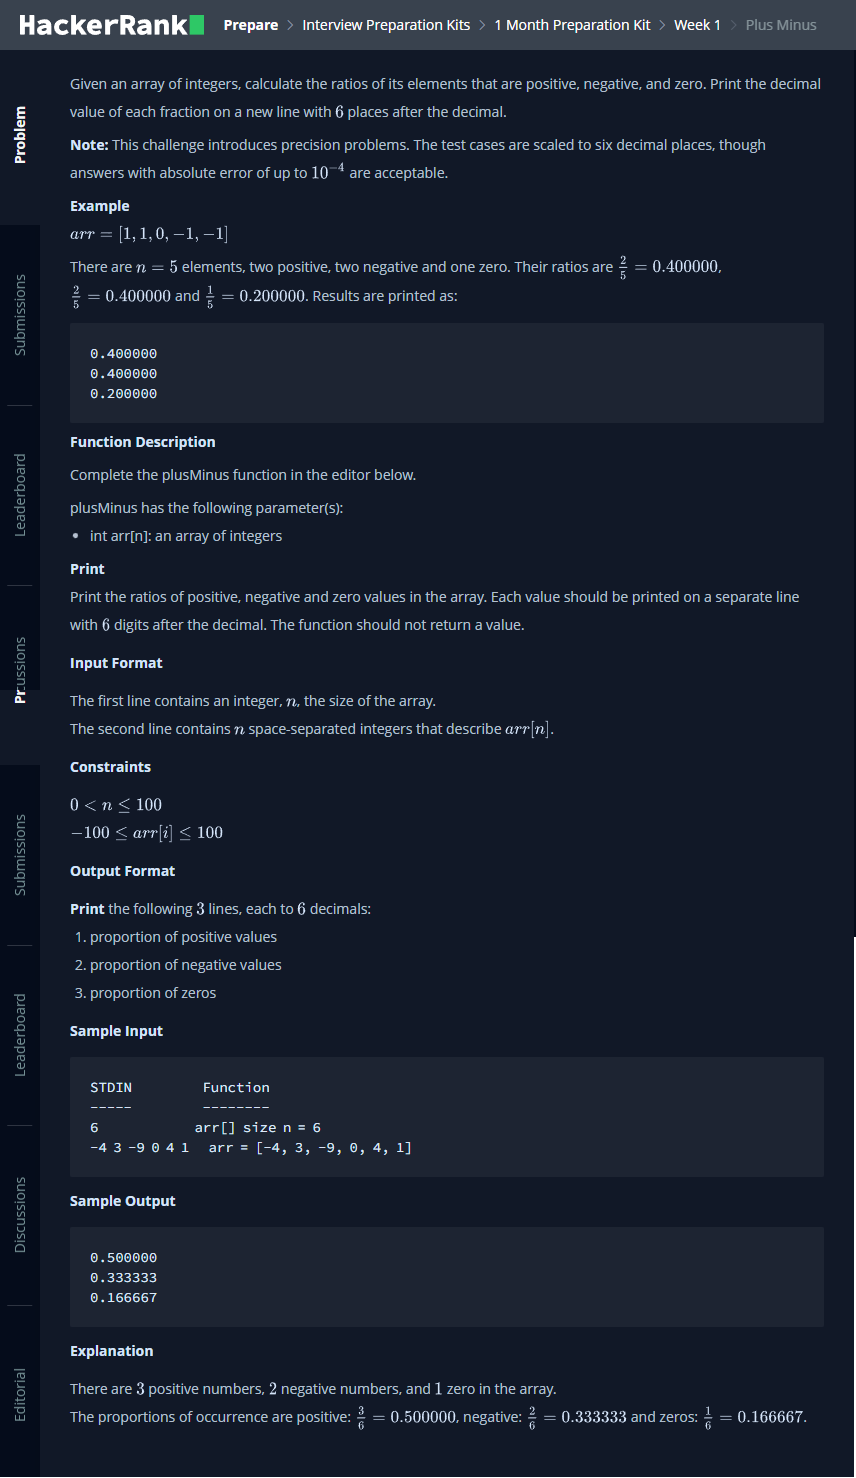 HackerRank Prepare > Interview Preparation Kits > 1 Month Preparation Kit > Week 1 > Plus Minus
Problem
Submissions
Leaderboard
Pr
cussions
Submissions
Leaderboard
Discussions
Editorial
Given an array of integers, calculate the ratios of its elements that are positive, negative, and zero. Print the decimal
value of each fraction on a new line with 6 places after the decimal.
Note: This challenge introduces precision problems. The test cases are scaled to six decimal places, though
answers with absolute error of up to 10⁻⁴ are acceptable.
Example
arr = [1, 1, 0, −1, −1]
There are n = 5 elements, two positive, two negative and one zero. Their ratios are 2/5 = 0.400000,
2/5 = 0.400000 and 1/5 = 0.200000. Results are printed as:
0.400000
0.400000
0.200000
Function Description
Complete the plusMinus function in the editor below.
plusMinus has the following parameter(s):
• int arr[n]: an array of integers
Print
Print the ratios of positive, negative and zero values in the array. Each value should be printed on a separate line
with 6 digits after the decimal. The function should not return a value.
Input Format
The first line contains an integer, n, the size of the array.
The second line contains n space-separated integers that describe arr[n].
Constraints
0 < n ≤ 100
−100 ≤ arr[i] ≤ 100
Output Format
Print the following 3 lines, each to 6 decimals:
1. proportion of positive values
2. proportion of negative values
3. proportion of zeros
Sample Input
STDIN Function
----- --------
6 arr[] size n = 6
-4 3 -9 0 4 1 arr = [-4, 3, -9, 0, 4, 1]
Sample Output
0.500000
0.333333
0.166667
Explanation
There are 3 positive numbers, 2 negative numbers, and 1 zero in the array.
The proportions of occurrence are positive: 3/6 = 0.500000, negative: 2/6 = 0.333333 and zeros: 1/6 = 0.166667.